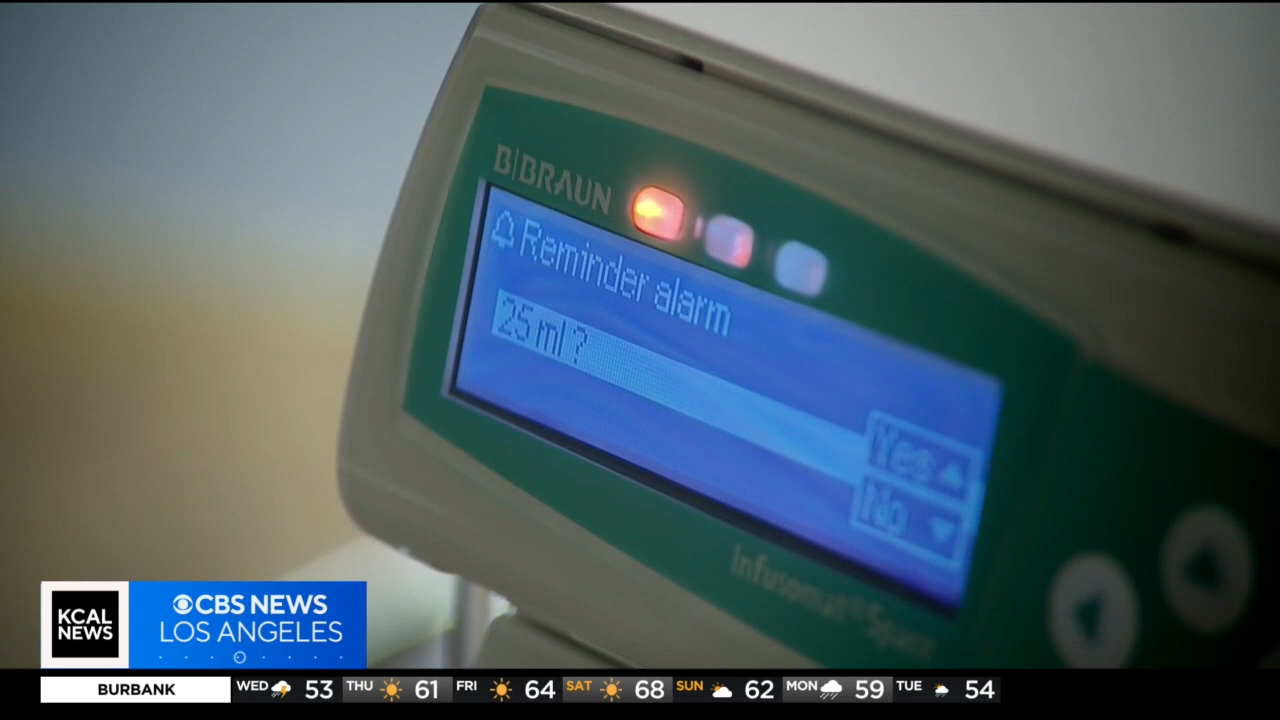 B|BRAUN
Reminder alarm
25 ml ?
Yes
No
Infusomat® Space
KCAL
NEWS
CBS NEWS
LOS ANGELES
BURBANK
WED 53 THU 61 FRI 64 SAT 68 SUN 62 MON 59 TUE 54